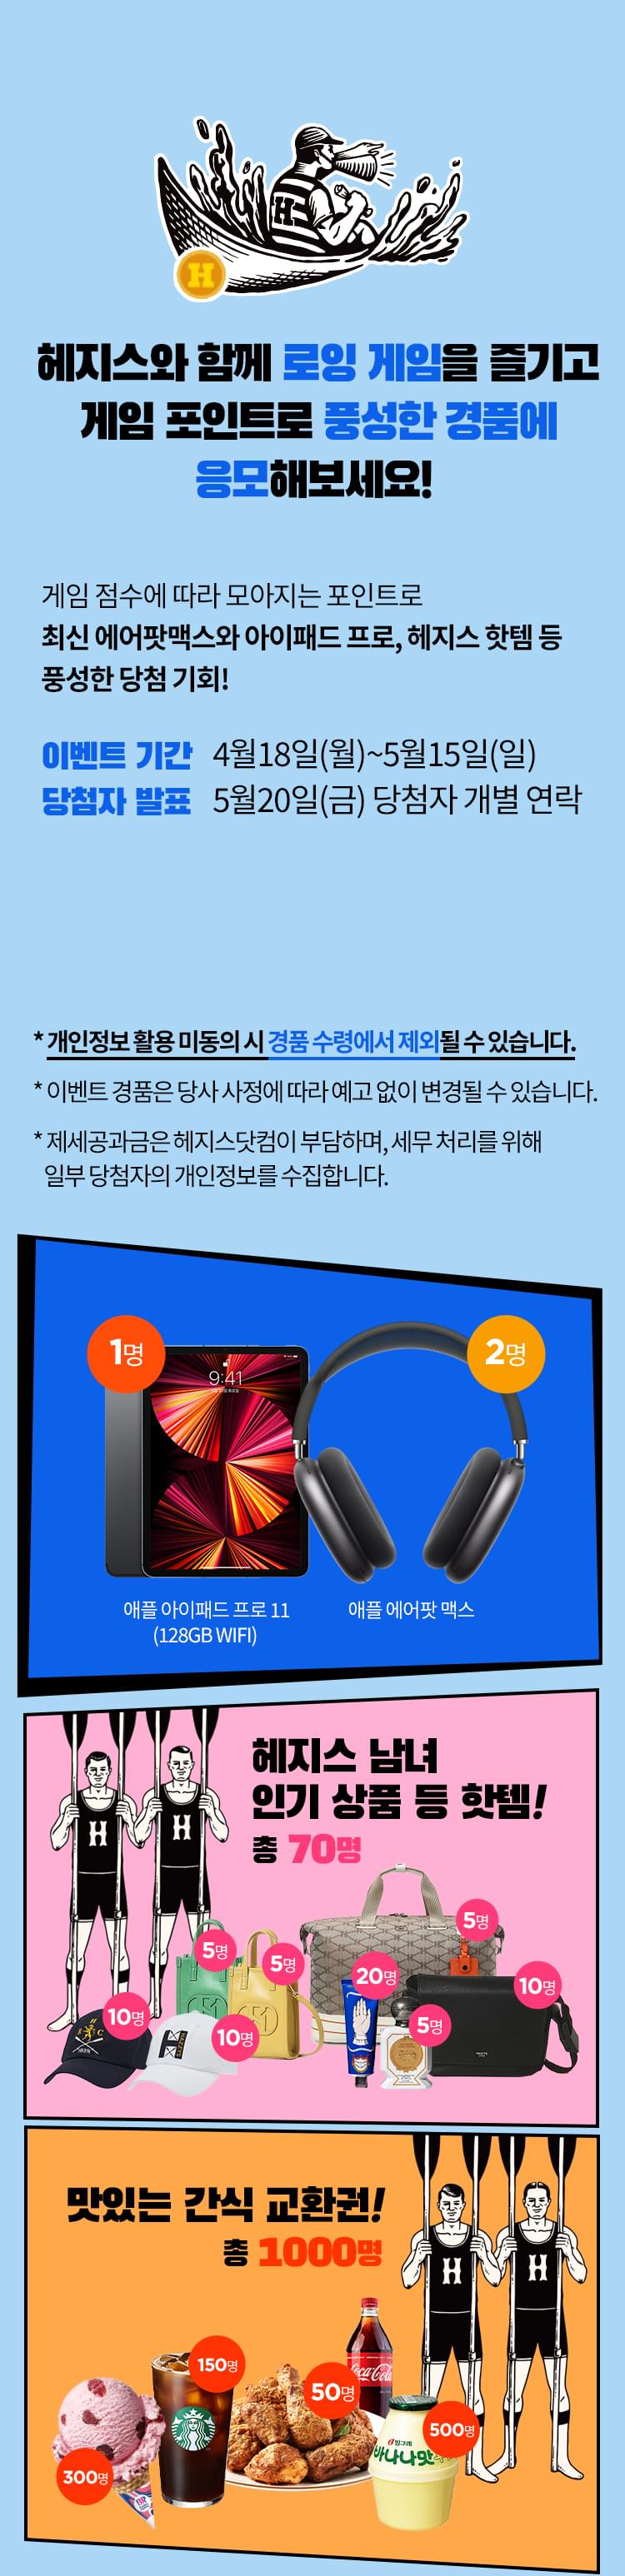 H
H
헤지스와 함께 로잉 게임을 즐기고
게임 포인트로 풍성한 경품에
응모해보세요!
게임 점수에 따라 모아지는 포인트로
최신 에어팟맥스와 아이패드 프로, 헤지스 핫템 등
풍성한 당첨 기회!
이벤트 기간 4월18일(월)~5월15일(일)
당첨자 발표 5월20일(금) 당첨자 개별 연락
* 개인정보 활용 미동의 시 경품 수령에서 제외될 수 있습니다.
* 이벤트 경품은 당사 사정에 따라 예고 없이 변경될 수 있습니다.
* 제세공과금은 헤지스닷컴이 부담하며, 세무 처리를 위해
일부 당첨자의 개인정보를 수집합니다.
1명
2명
9:41
애플 아이패드 프로 11
(128GB WIFI)
애플 에어팟 맥스
헤지스 남녀
인기 상품 등 핫템!
총 70명
H
H
5명
5명
5명
20명
10명
10명
10명
5명
맛있는 간식 교환권!
총 1000명
H
H
150명
50명
Coca-Cola
500명
빙그레
바나나맛
300명
BR